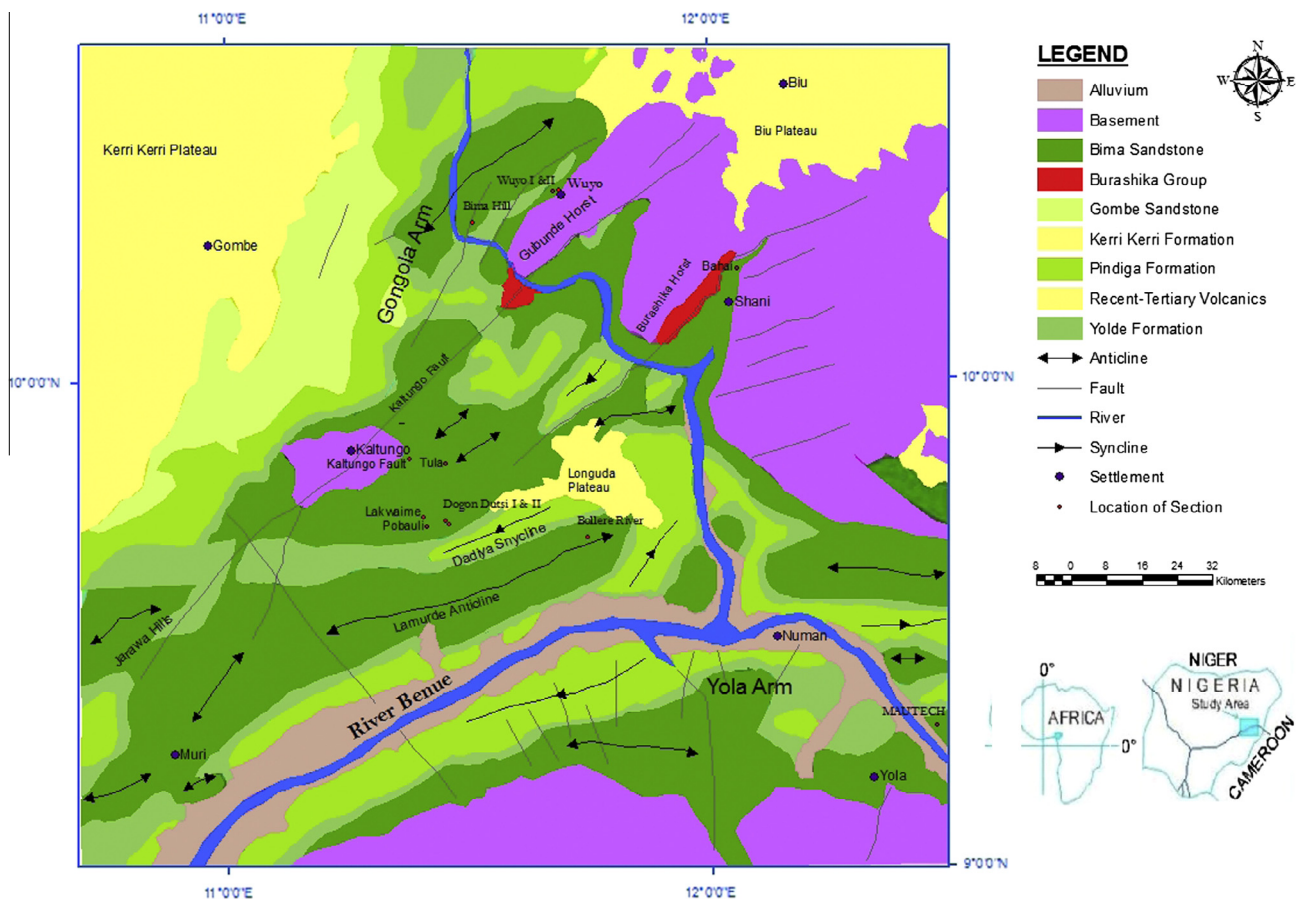 11°0'0"E
12°0'0"E
Biu
Biu Plateau
Kerri Kerri Plateau
Wuyo I &II
Wuyo
Bima Hill
Gubunde Horst
Gongola Arm
Gombe
Burashika Horst
Shani
10°0'0"N
10°0'0"N
Kaltungo Fault
Kaltungo
Kaltungo Fault
Tula
Longuda
Plateau
Lakwaime
Dogon Dutsi I & II
Pobauli
Bollere River
Dadiya Snycline
Lamurde Anticline
Jarawa Hills
Numan
River Benue
Yola Arm
MAUTECH
Muri
Yola
9°0'0"N
11°0'0"E
12°0'0"E
LEGEND
Alluvium
Basement
Bima Sandstone
Burashika Group
Gombe Sandstone
Kerri Kerri Formation
Pindiga Formation
Recent-Tertiary Volcanics
Yolde Formation
Anticline
Fault
River
Syncline
Settlement
Location of Section
N
W
E
S
8 0 8 16 24 32
Kilometers
0°
AFRICA
0°
NIGER
NIGERIA
Study Area
CAMEROON